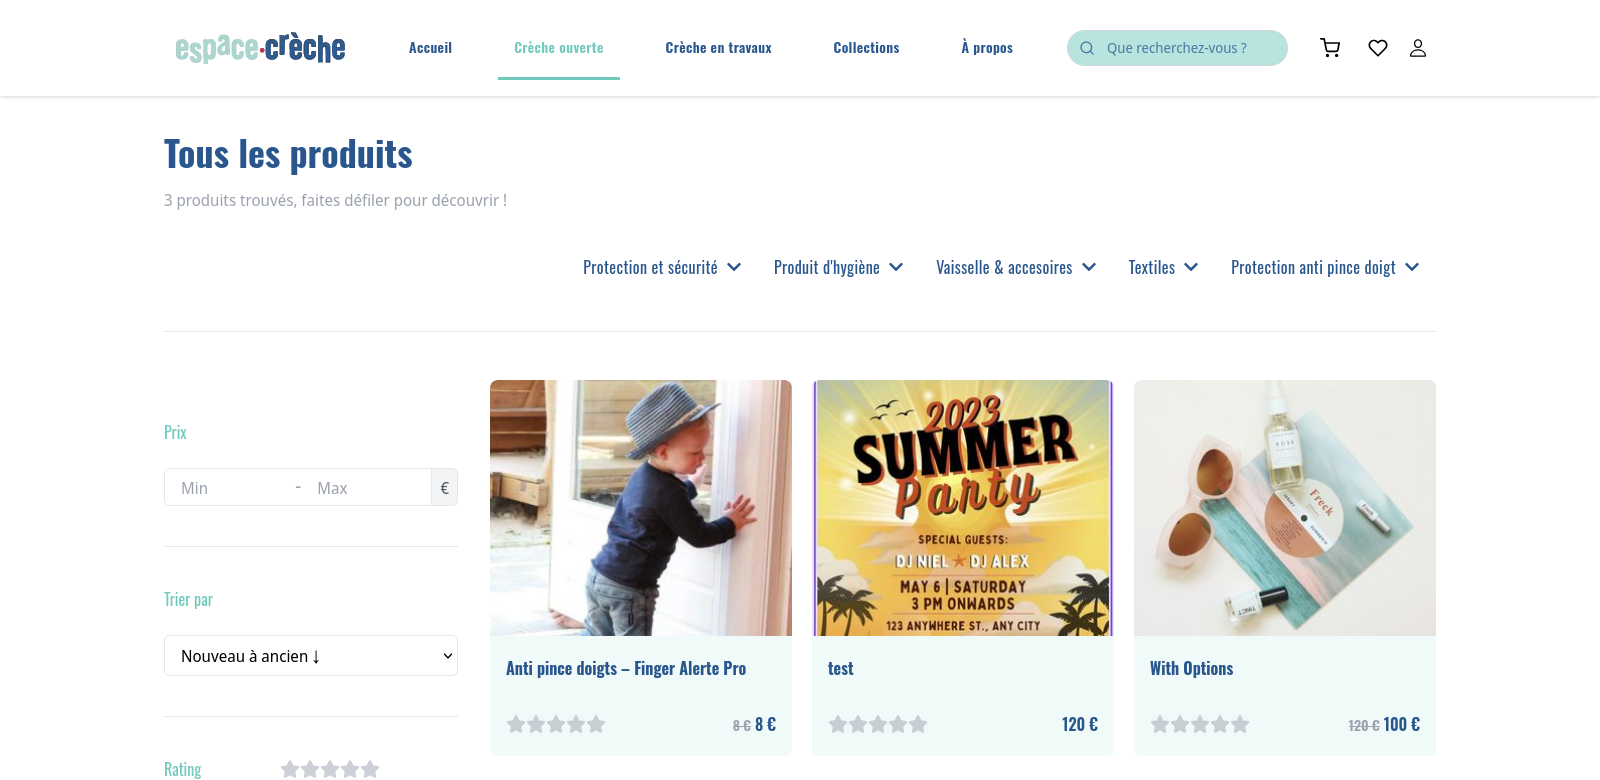 espace•crèche
Accueil
Crèche ouverte
Crèche en travaux
Collections
À propos
Que recherchez-vous ?
Tous les produits
3 produits trouvés, faites défiler pour découvrir !
Protection et sécurité
Produit d'hygiène
Vaisselle & accesoires
Textiles
Protection anti pince doigt
Prix
Min - Max €
Trier par
Nouveau à ancien ↓
Rating
Anti pince doigts – Finger Alerte Pro
8 € 8 €
2023
SUMMER
Party
SPECIAL GUESTS:
DJ NIEL ★ DJ ALEX
MAY 6 | SATURDAY
3 PM ONWARDS
123 ANYWHERE ST., ANY CITY
test
120 €
ROSE
Freck
Freck
TINCT
With Options
120 € 100 €